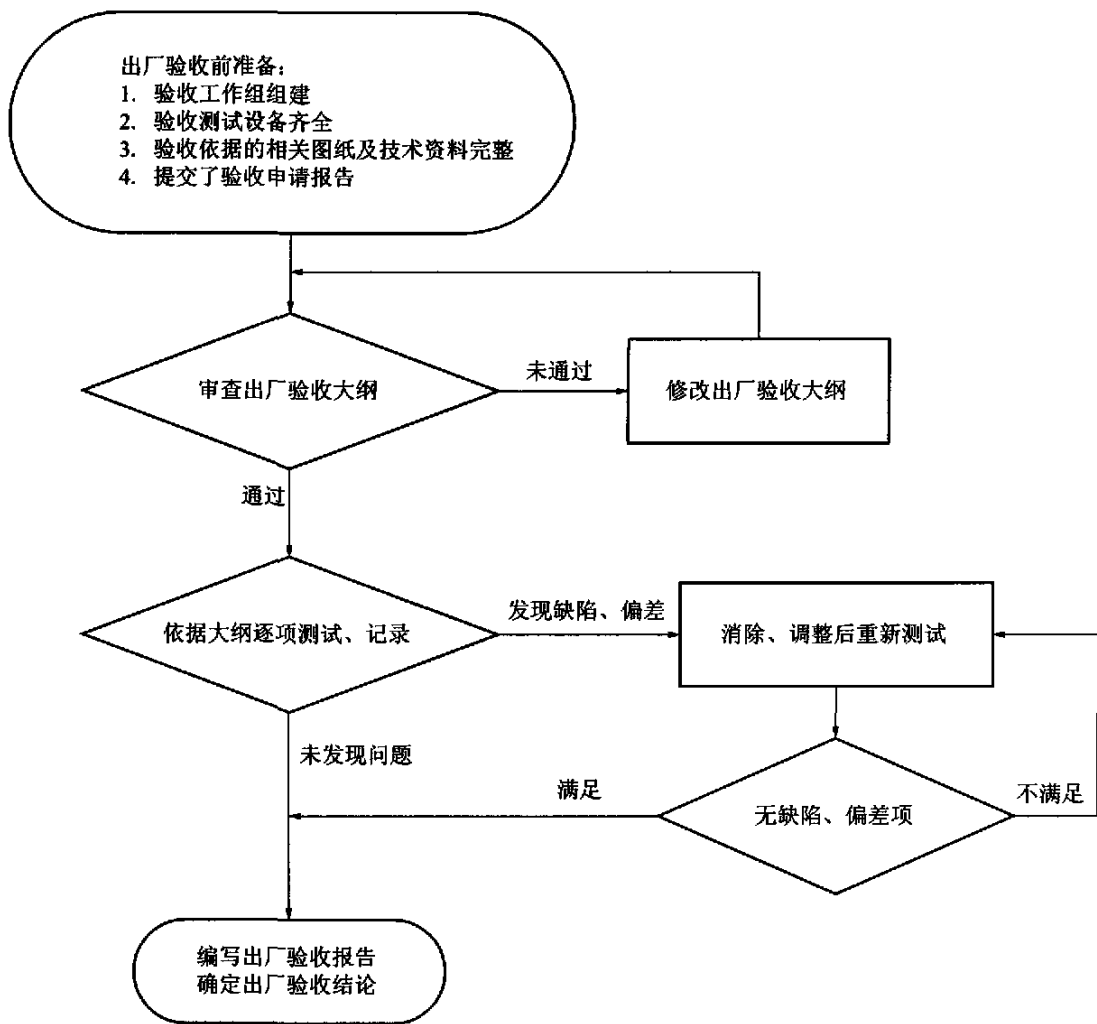 出厂验收前准备：
1. 验收工作组组建
2. 验收测试设备齐全
3. 验收依据的相关图纸及技术资料完整
4. 提交了验收申请报告
审查出厂验收大纲
未通过
修改出厂验收大纲
通过
依据大纲逐项测试、记录
发现缺陷、偏差
消除、调整后重新测试
未发现问题
满足
无缺陷、偏差项
不满足
编写出厂验收报告
确定出厂验收结论